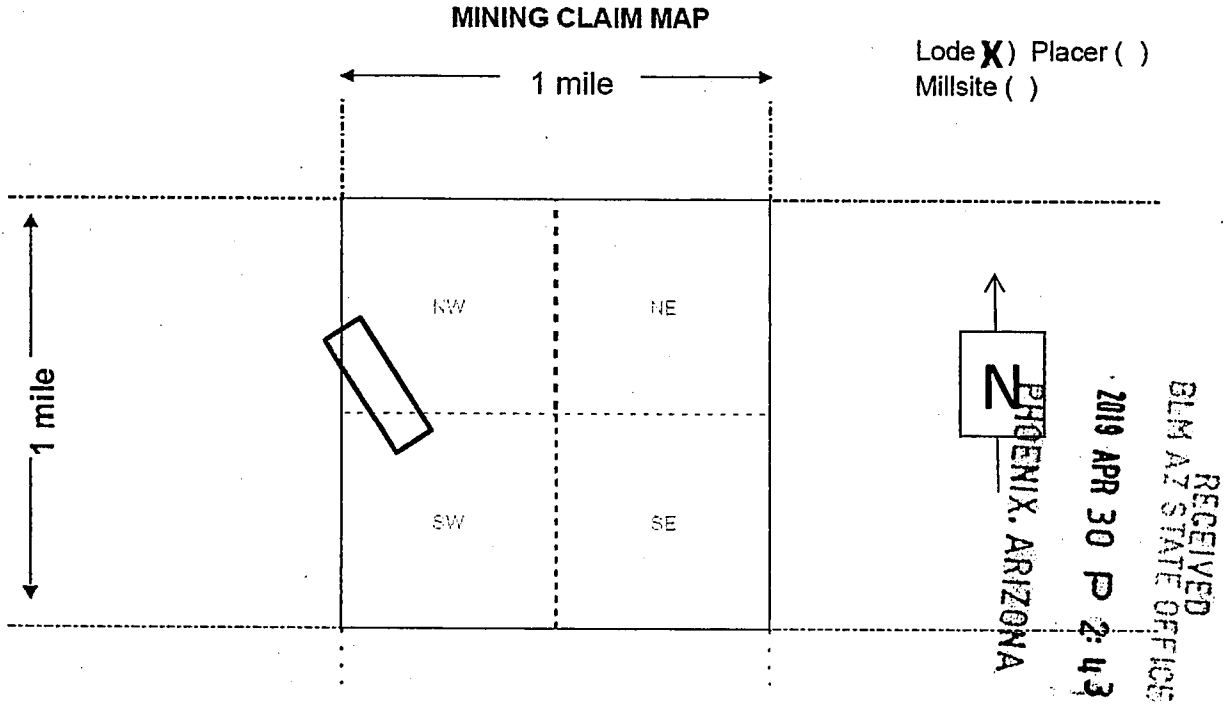 MINING CLAIM MAP
Lode X) Placer ( )
Millsite ( )
1 mile
1 mile
NW
NE
SW
SE
N
RECEIVED
BLM AZ STATE OFFICE
2019 APR 30 P 2:43
PHOENIX, ARIZONA